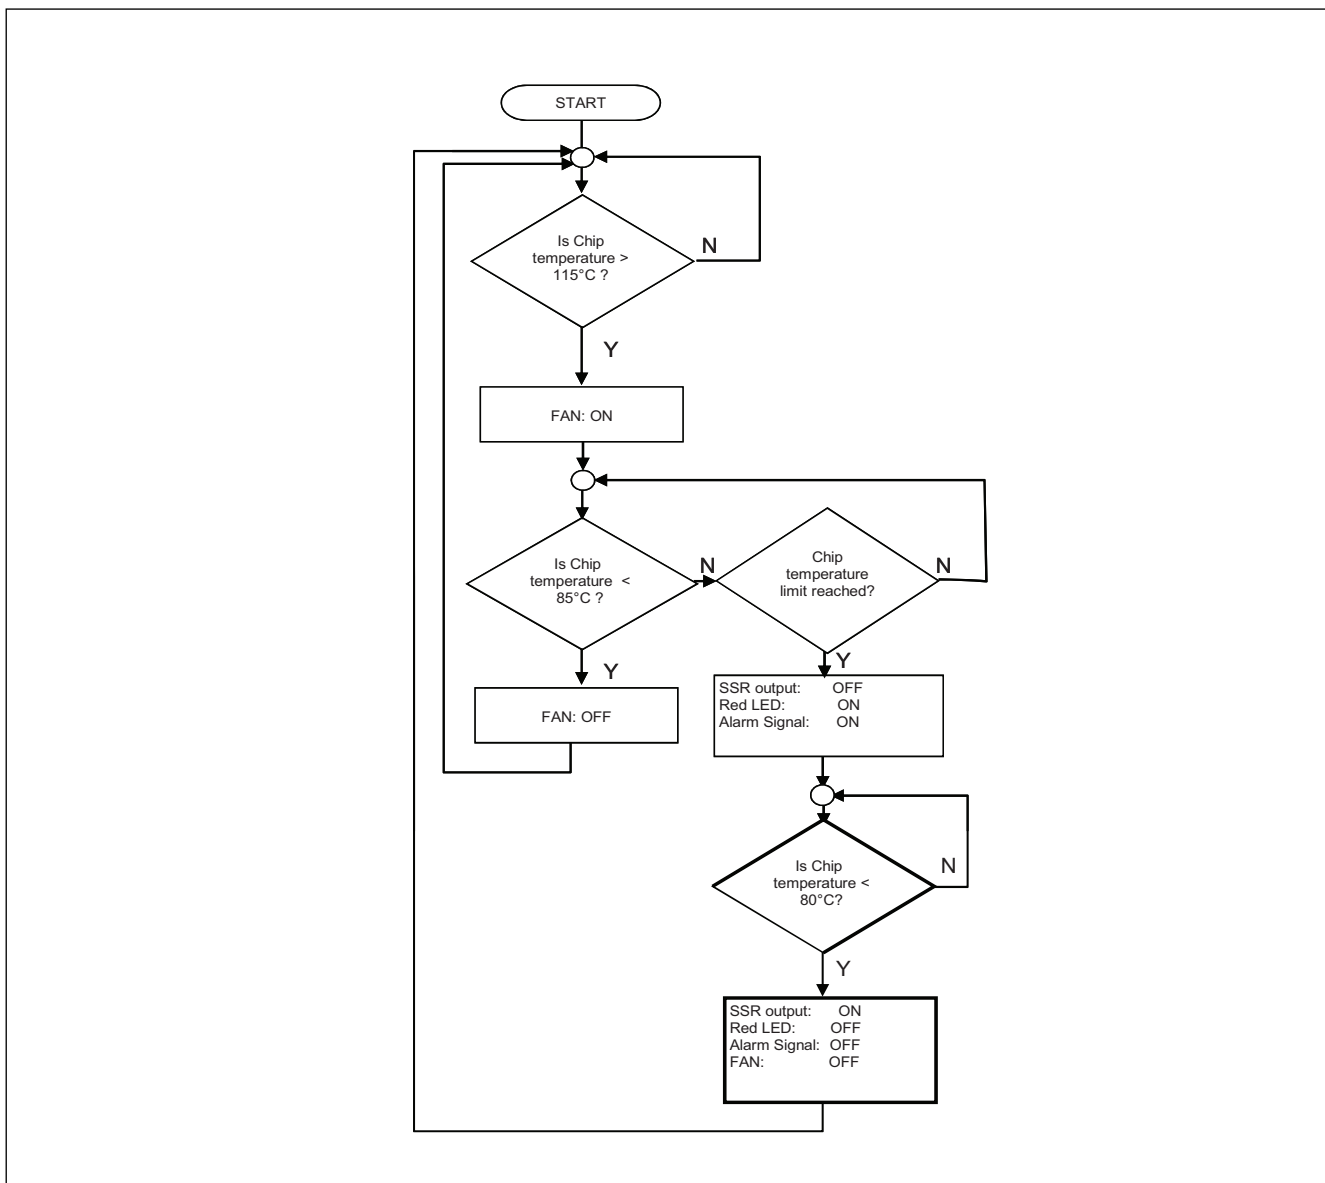 START
Is Chip
temperature >
115°C ?
N
Y
FAN: ON
Is Chip
temperature <
85°C ?
N
Chip
temperature
limit reached?
N
Y
Y
FAN: OFF
SSR output: OFF
Red LED: ON
Alarm Signal: ON
Is Chip
temperature <
80°C?
N
Y
SSR output: ON
Red LED: OFF
Alarm Signal: OFF
FAN: OFF